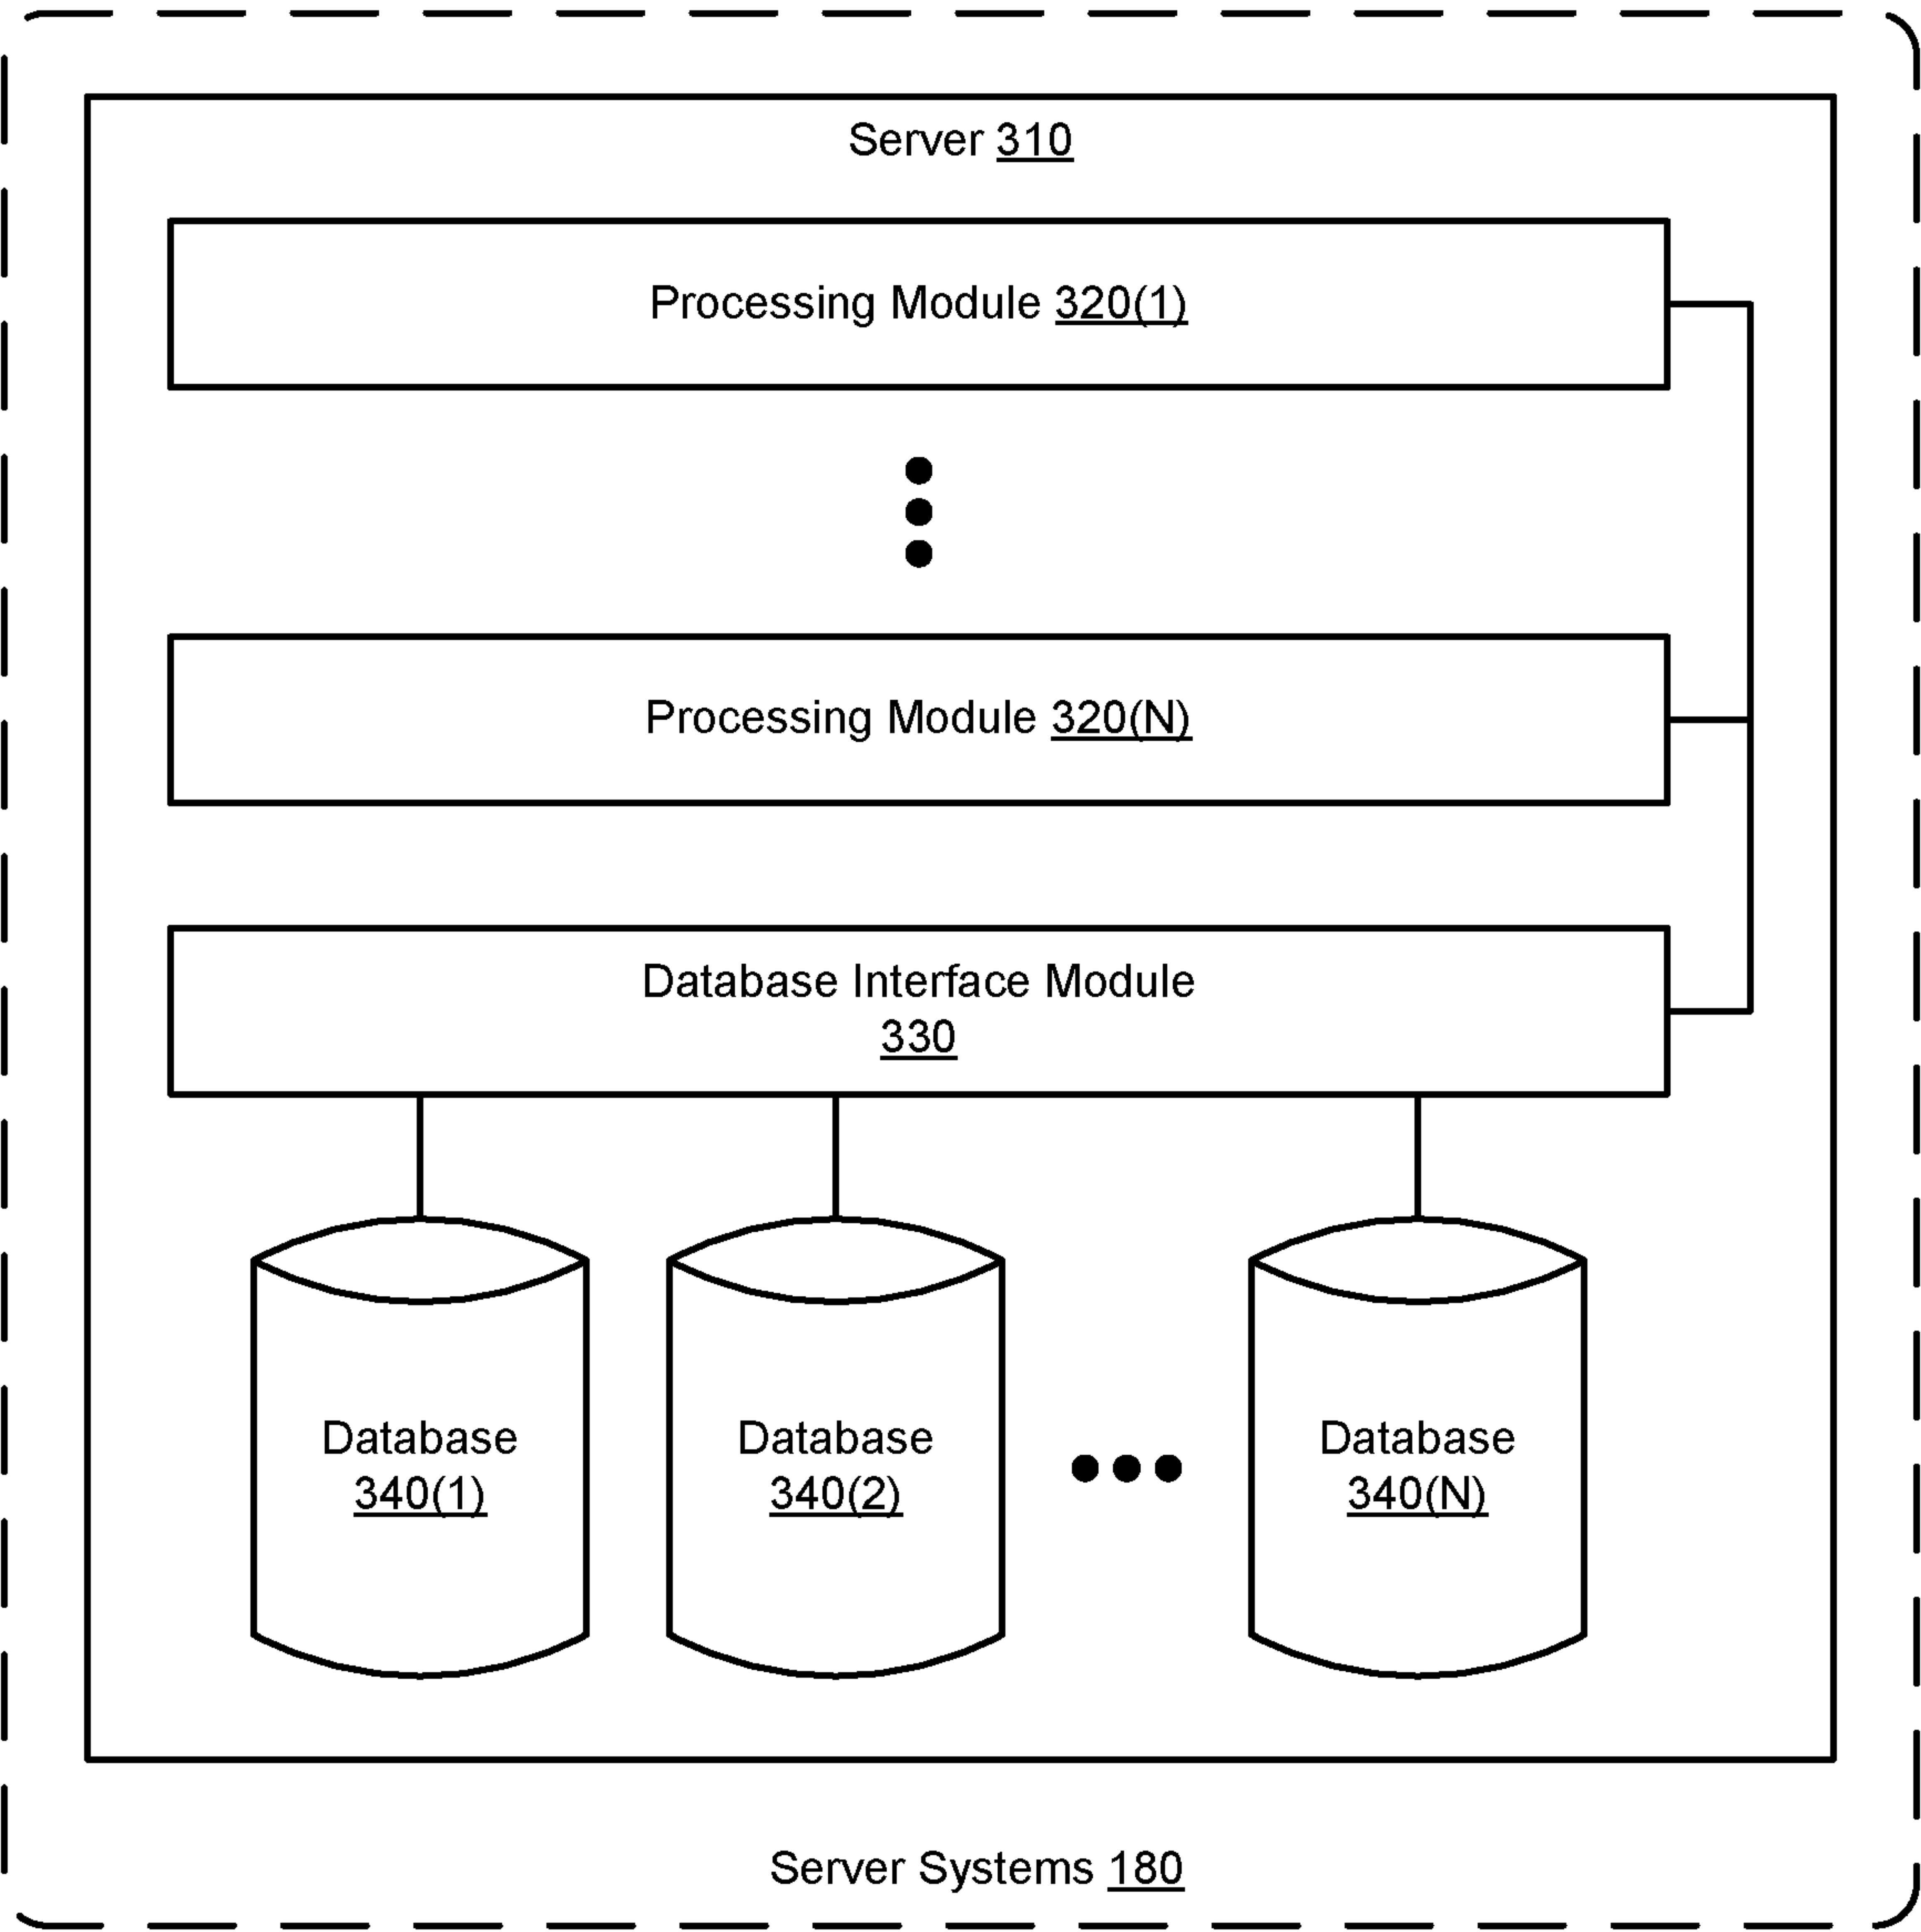 Server 310
Processing Module 320(1)
Processing Module 320(N)
Database Interface Module
330
Database
340(1)
Database
340(2)
Database
340(N)
Server Systems 180